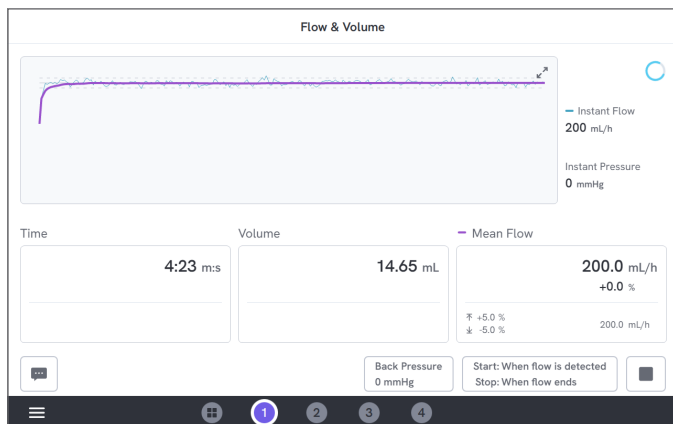 Flow & Volume
Instant Flow
200 mL/h
Instant Pressure
0 mmHg
Time
4:23 m:s
Volume
14.65 mL
Mean Flow
200.0 mL/h
+0.0 %
+5.0 %
-5.0 %
200.0 mL/h
Back Pressure
0 mmHg
Start: When flow is detected
Stop: When flow ends
1
2
3
4